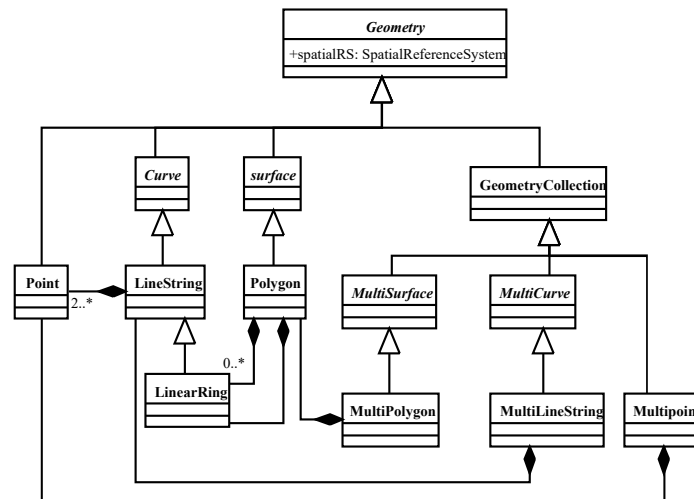 Geometry
+spatialRS: SpatialReferenceSystem
Curve
surface
GeometryCollection
Point
LineString
Polygon
MultiSurface
MultiCurve
2..*
0..*
LinearRing
MultiPolygon
MultiLineString
Multipoin